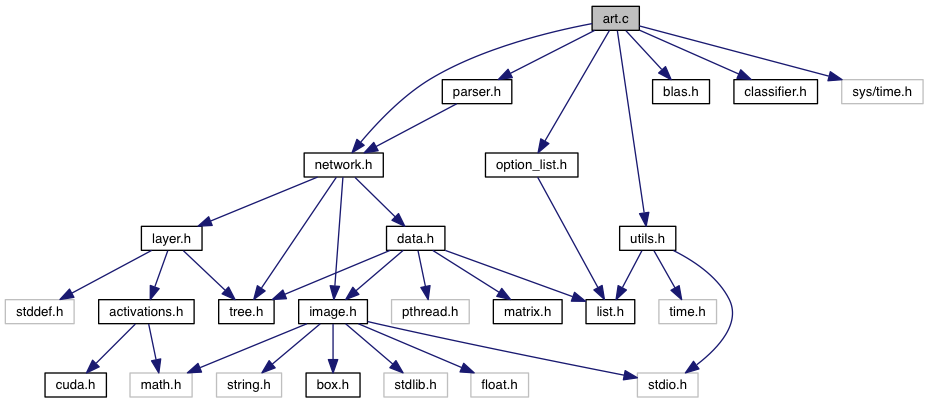 art.c
parser.h
blas.h
classifier.h
sys/time.h
network.h
option_list.h
layer.h
data.h
utils.h
stddef.h
activations.h
tree.h
image.h
pthread.h
matrix.h
list.h
time.h
cuda.h
math.h
string.h
box.h
stdlib.h
float.h
stdio.h